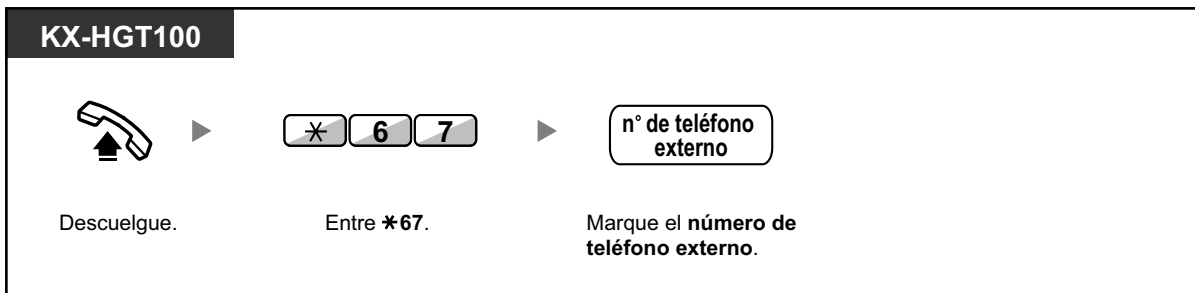 KX-HGT100
✳ 6 7
n° de teléfono
externo
Descuelgue.
Entre ✳67.
Marque el número de
teléfono externo.